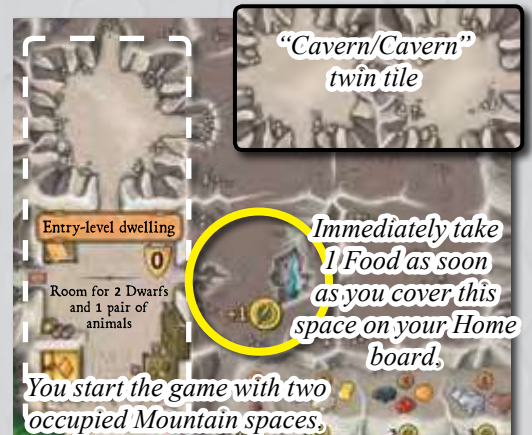 “Cavern/Cavern”
twin tile
Entry-level dwelling
0
Room for 2 Dwarfs
and 1 pair of
animals
+1
Immediately take
1 Food as soon
as you cover this
space on your Home
board.
You start the game with two
occupied Mountain spaces,